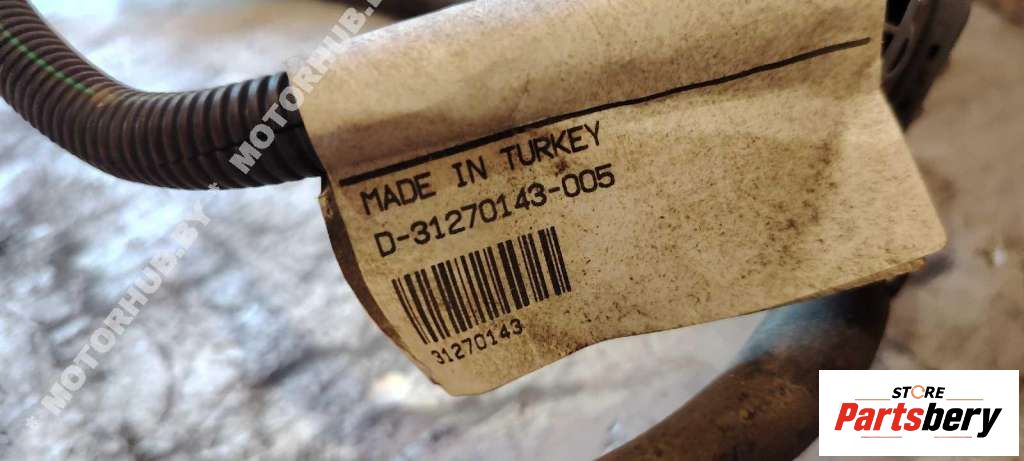 MADE IN TURKEY
D-31270143-005
31270143
* MOTORHUB.BY * MOTORHUB.BY
STORE
Partsbery